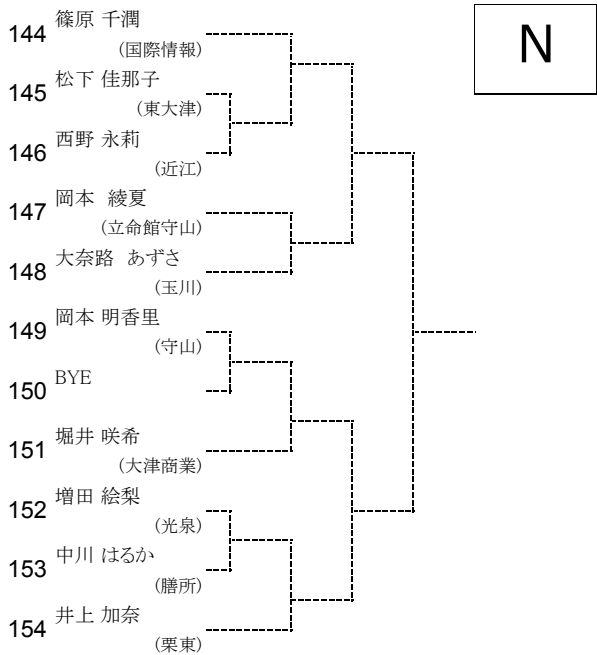 N
144 篠原 千潤
(国際情報)
145 松下 佳那子
(東大津)
146 西野 永莉
(近江)
147 岡本　綾夏
(立命館守山)
148 大奈路　あずさ
(玉川)
149 岡本 明香里
(守山)
150 BYE
151 堀井 咲希
(大津商業)
152 増田 絵梨
(光泉)
153 中川 はるか
(膳所)
154 井上 加奈
(栗東)